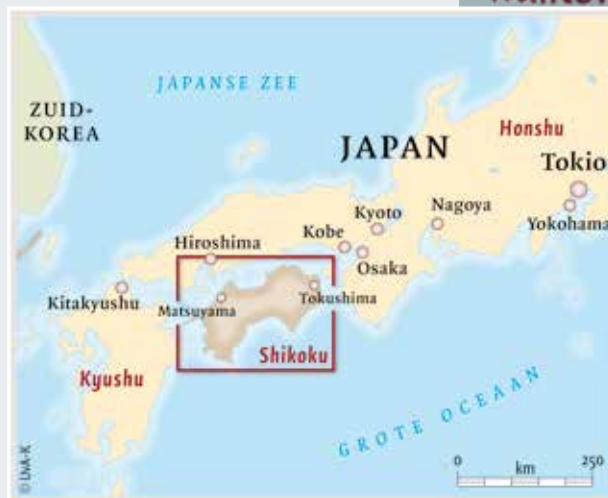 JAPANSE ZEE
ZUID-
KOREA
JAPAN
Honshu
Tokio
Kyoto
Nagoya
Yokohama
Kobe
Osaka
Hiroshima
Kitakyushu
Matsuyama
Tokushima
Shikoku
Kyushu
GROTE OCEAAN
0 250
km
© UvA-K